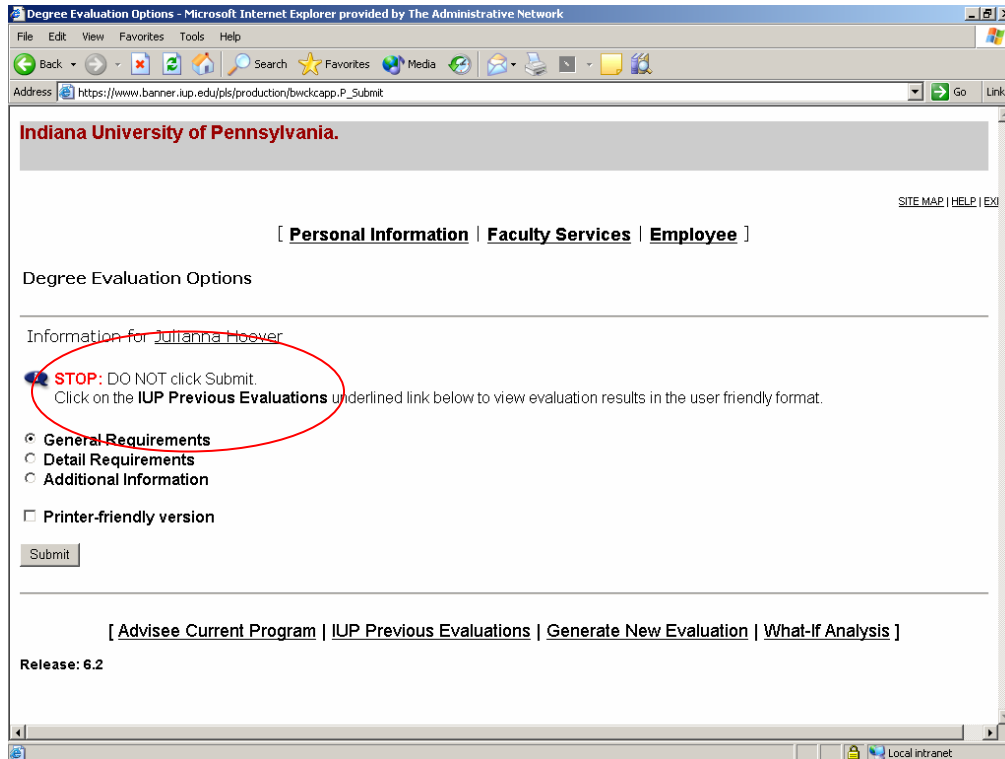 Degree Evaluation Options - Microsoft Internet Explorer provided by The Administrative Network
File Edit View Favorites Tools Help
Back Search Favorites Media
Address https://www.banner.iup.edu/pls/production/bwckcapp.P_Submit Go Link
Indiana University of Pennsylvania.
SITE MAP | HELP | EXI
[ Personal Information | Faculty Services | Employee ]
Degree Evaluation Options
Information for Julianna Hoover
STOP: DO NOT click Submit.
Click on the IUP Previous Evaluations underlined link below to view evaluation results in the user friendly format.
General Requirements
Detail Requirements
Additional Information
Printer-friendly version
Submit
[ Advisee Current Program | IUP Previous Evaluations | Generate New Evaluation | What-If Analysis ]
Release: 6.2
Local intranet